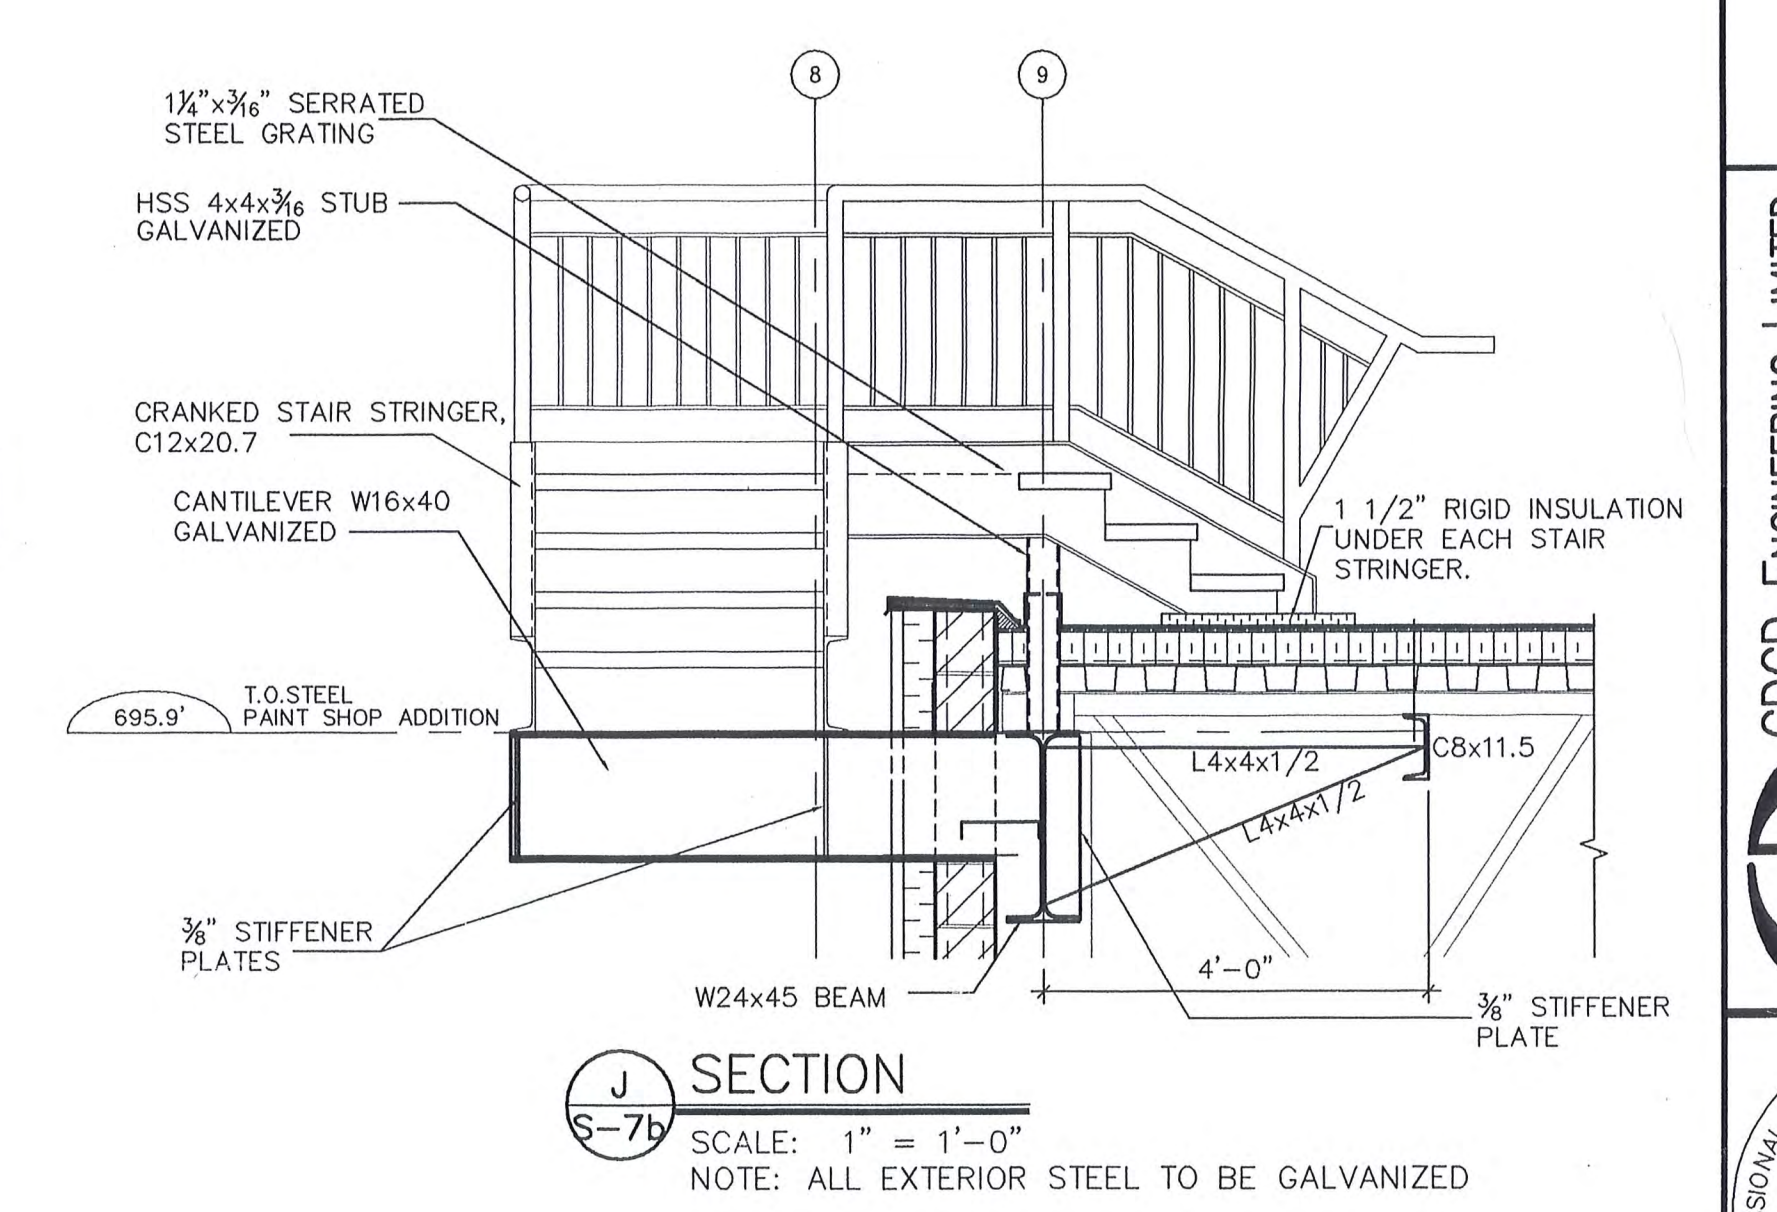 8
9
1¼"x3⁄16" SERRATED
STEEL GRATING
HSS 4x4x3⁄16 STUB
GALVANIZED
CRANKED STAIR STRINGER,
C12x20.7
CANTILEVER W16x40
GALVANIZED
1 1/2" RIGID INSULATION
UNDER EACH STAIR
STRINGER.
695.9'
T.O.STEEL
PAINT SHOP ADDITION
L4x4x1/2
C8x11.5
L4x4x1/2
⅜" STIFFENER
PLATES
W24x45 BEAM
4'-0"
⅜" STIFFENER
PLATE
J
S-7b
SECTION
SCALE: 1" = 1'-0"
NOTE: ALL EXTERIOR STEEL TO BE GALVANIZED
ENGINEERING LIMITED
SIONAL